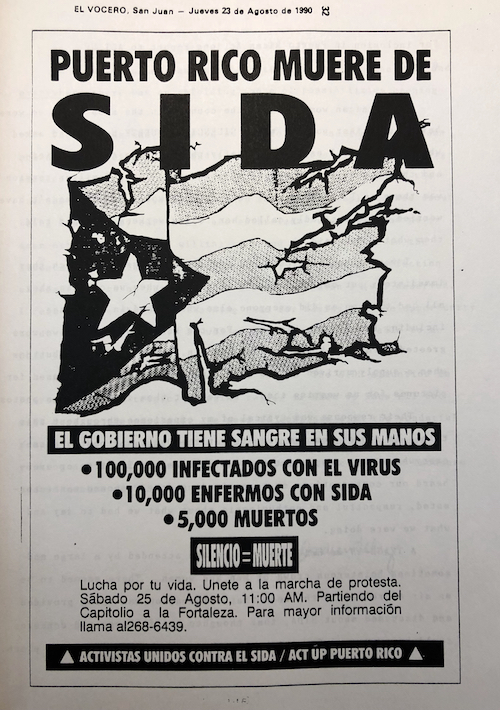 EL VOCERO, San Juan — Jueves 23 de Agosto de 1990 32
PUERTO RICO MUERE DE
SIDA
EL GOBIERNO TIENE SANGRE EN SUS MANOS
•100,000 INFECTADOS CON EL VIRUS
•10,000 ENFERMOS CON SIDA
•5,000 MUERTOS
SILENCIO=MUERTE
Lucha por tu vida. Unete a la marcha de protesta.
Sábado 25 de Agosto, 11:00 AM. Partiendo del
Capitolio a la Fortaleza. Para mayor información
llama al268-6439.
▲ ACTIVISTAS UNIDOS CONTRA EL SIDA / ACT UP PUERTO RICO ▲